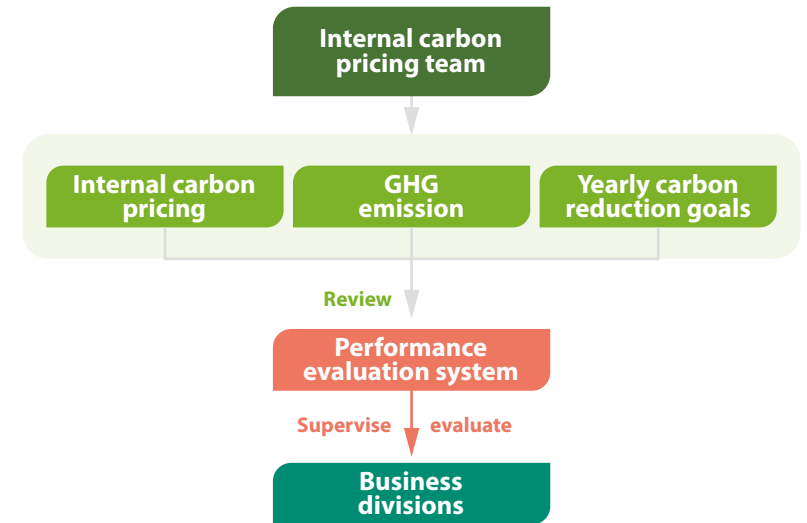 Internal carbon
pricing team
Internal carbon
pricing
GHG
emission
Yearly carbon
reduction goals
Review
Performance
evaluation system
Supervise evaluate
Business
divisions